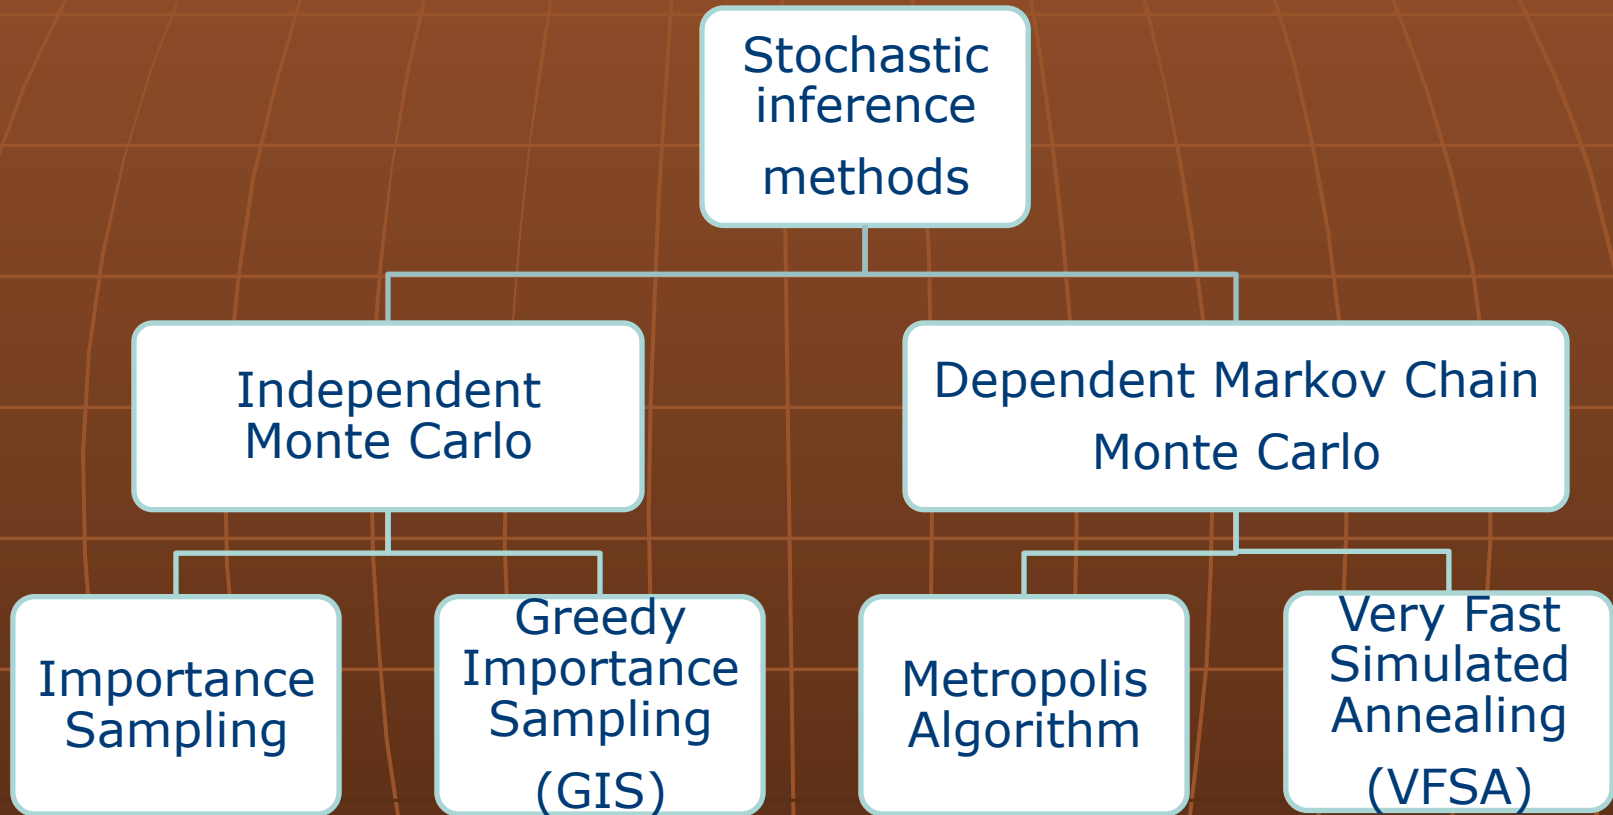 Stochastic
inference
methods
Independent
Monte Carlo
Dependent Markov Chain
Monte Carlo
Importance
Sampling
Greedy
Importance
Sampling
(GIS)
Metropolis
Algorithm
Very Fast
Simulated
Annealing
(VFSA)